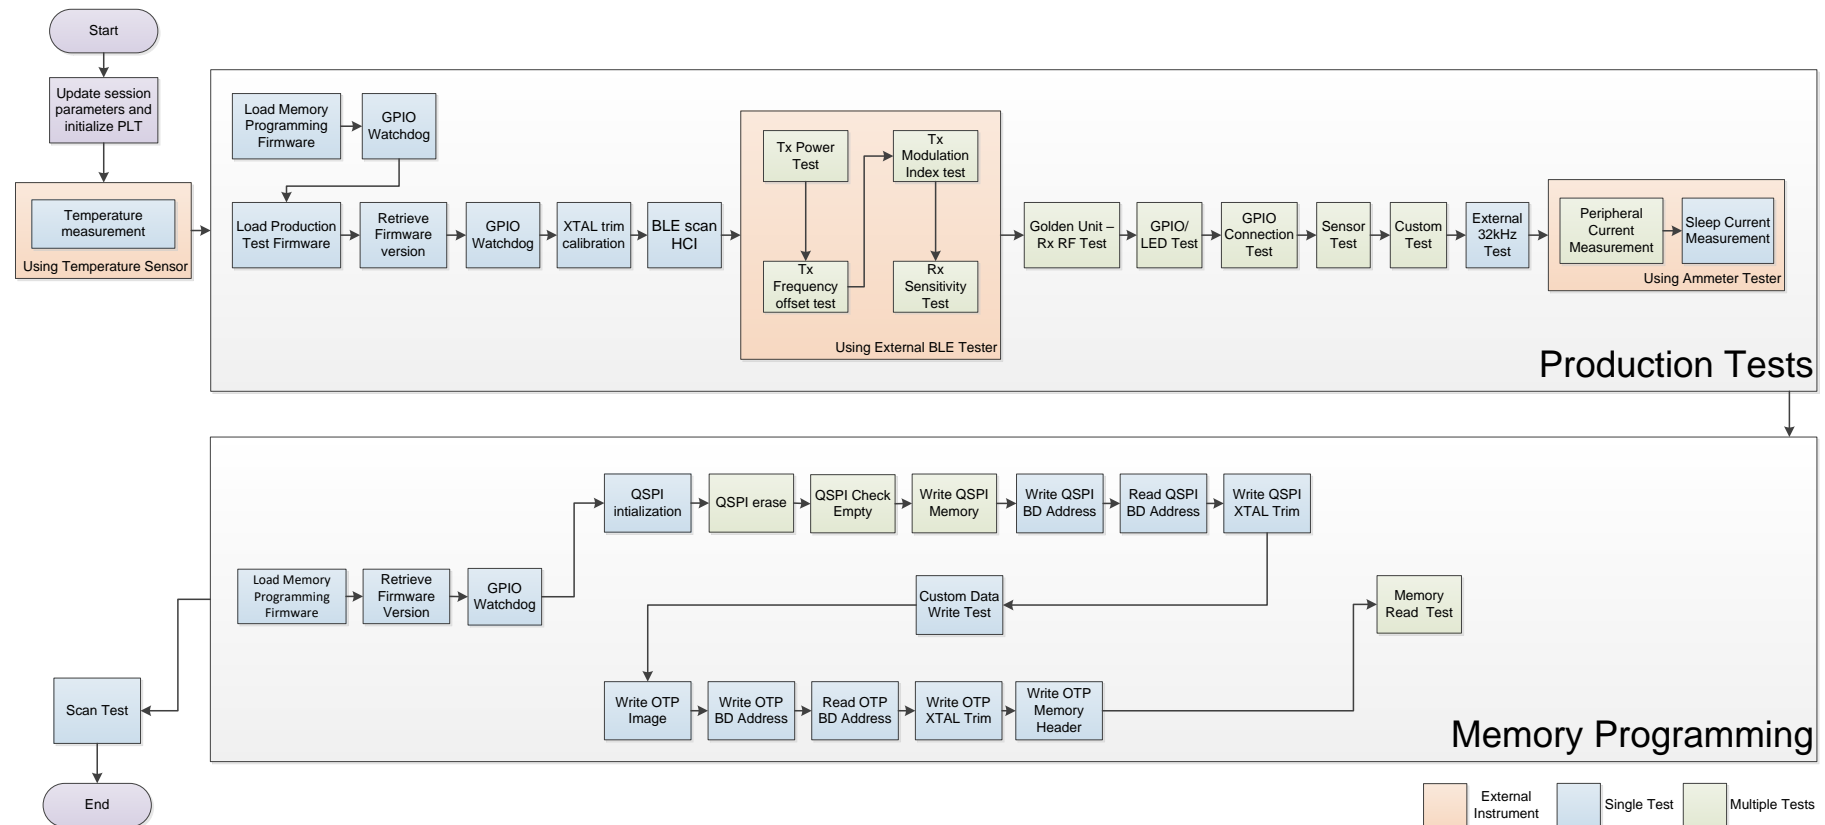 Start
Update session
parameters and
initialize PLT
Temperature
measurement
Using Temperature Sensor
Load Memory
Programming
Firmware
GPIO
Watchdog
Load Production
Test Firmware
Retrieve
Firmware
version
GPIO
Watchdog
XTAL trim
calibration
BLE scan
HCI
Tx Power
Test
Tx
Frequency
offset test
Tx
Modulation
Index test
Rx
Sensitivity
Test
Using External BLE Tester
Golden Unit –
Rx RF Test
GPIO/
LED Test
GPIO
Connection
Test
Sensor
Test
Custom
Test
External
32kHz
Test
Peripheral
Current
Measurement
Sleep Current
Measurement
Using Ammeter Tester
Production Tests
Load Memory
Programming
Firmware
Retrieve
Firmware
Version
GPIO
Watchdog
QSPI
intialization
QSPI erase
QSPI Check
Empty
Write QSPI
Memory
Write QSPI
BD Address
Read QSPI
BD Address
Write QSPI
XTAL Trim
Custom Data
Write Test
Write OTP
Image
Write OTP
BD Address
Read OTP
BD Address
Write OTP
XTAL Trim
Write OTP
Memory
Header
Memory
Read Test
Memory Programming
Scan Test
End
External
Instrument
Single Test
Multiple Tests